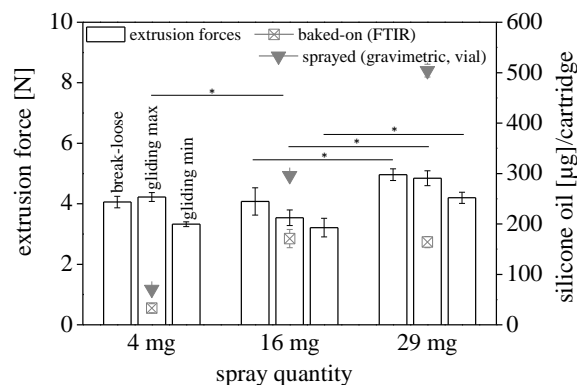 extrusion forces
baked-on (FTIR)
sprayed (gravimetric, vial)
10
8
6
4
2
0
extrusion force [N]
600
500
400
300
200
100
0
silicone oil [µg]/cartridge
break-loose
gliding max
gliding min
*
*
*
*
4 mg
16 mg
29 mg
spray quantity